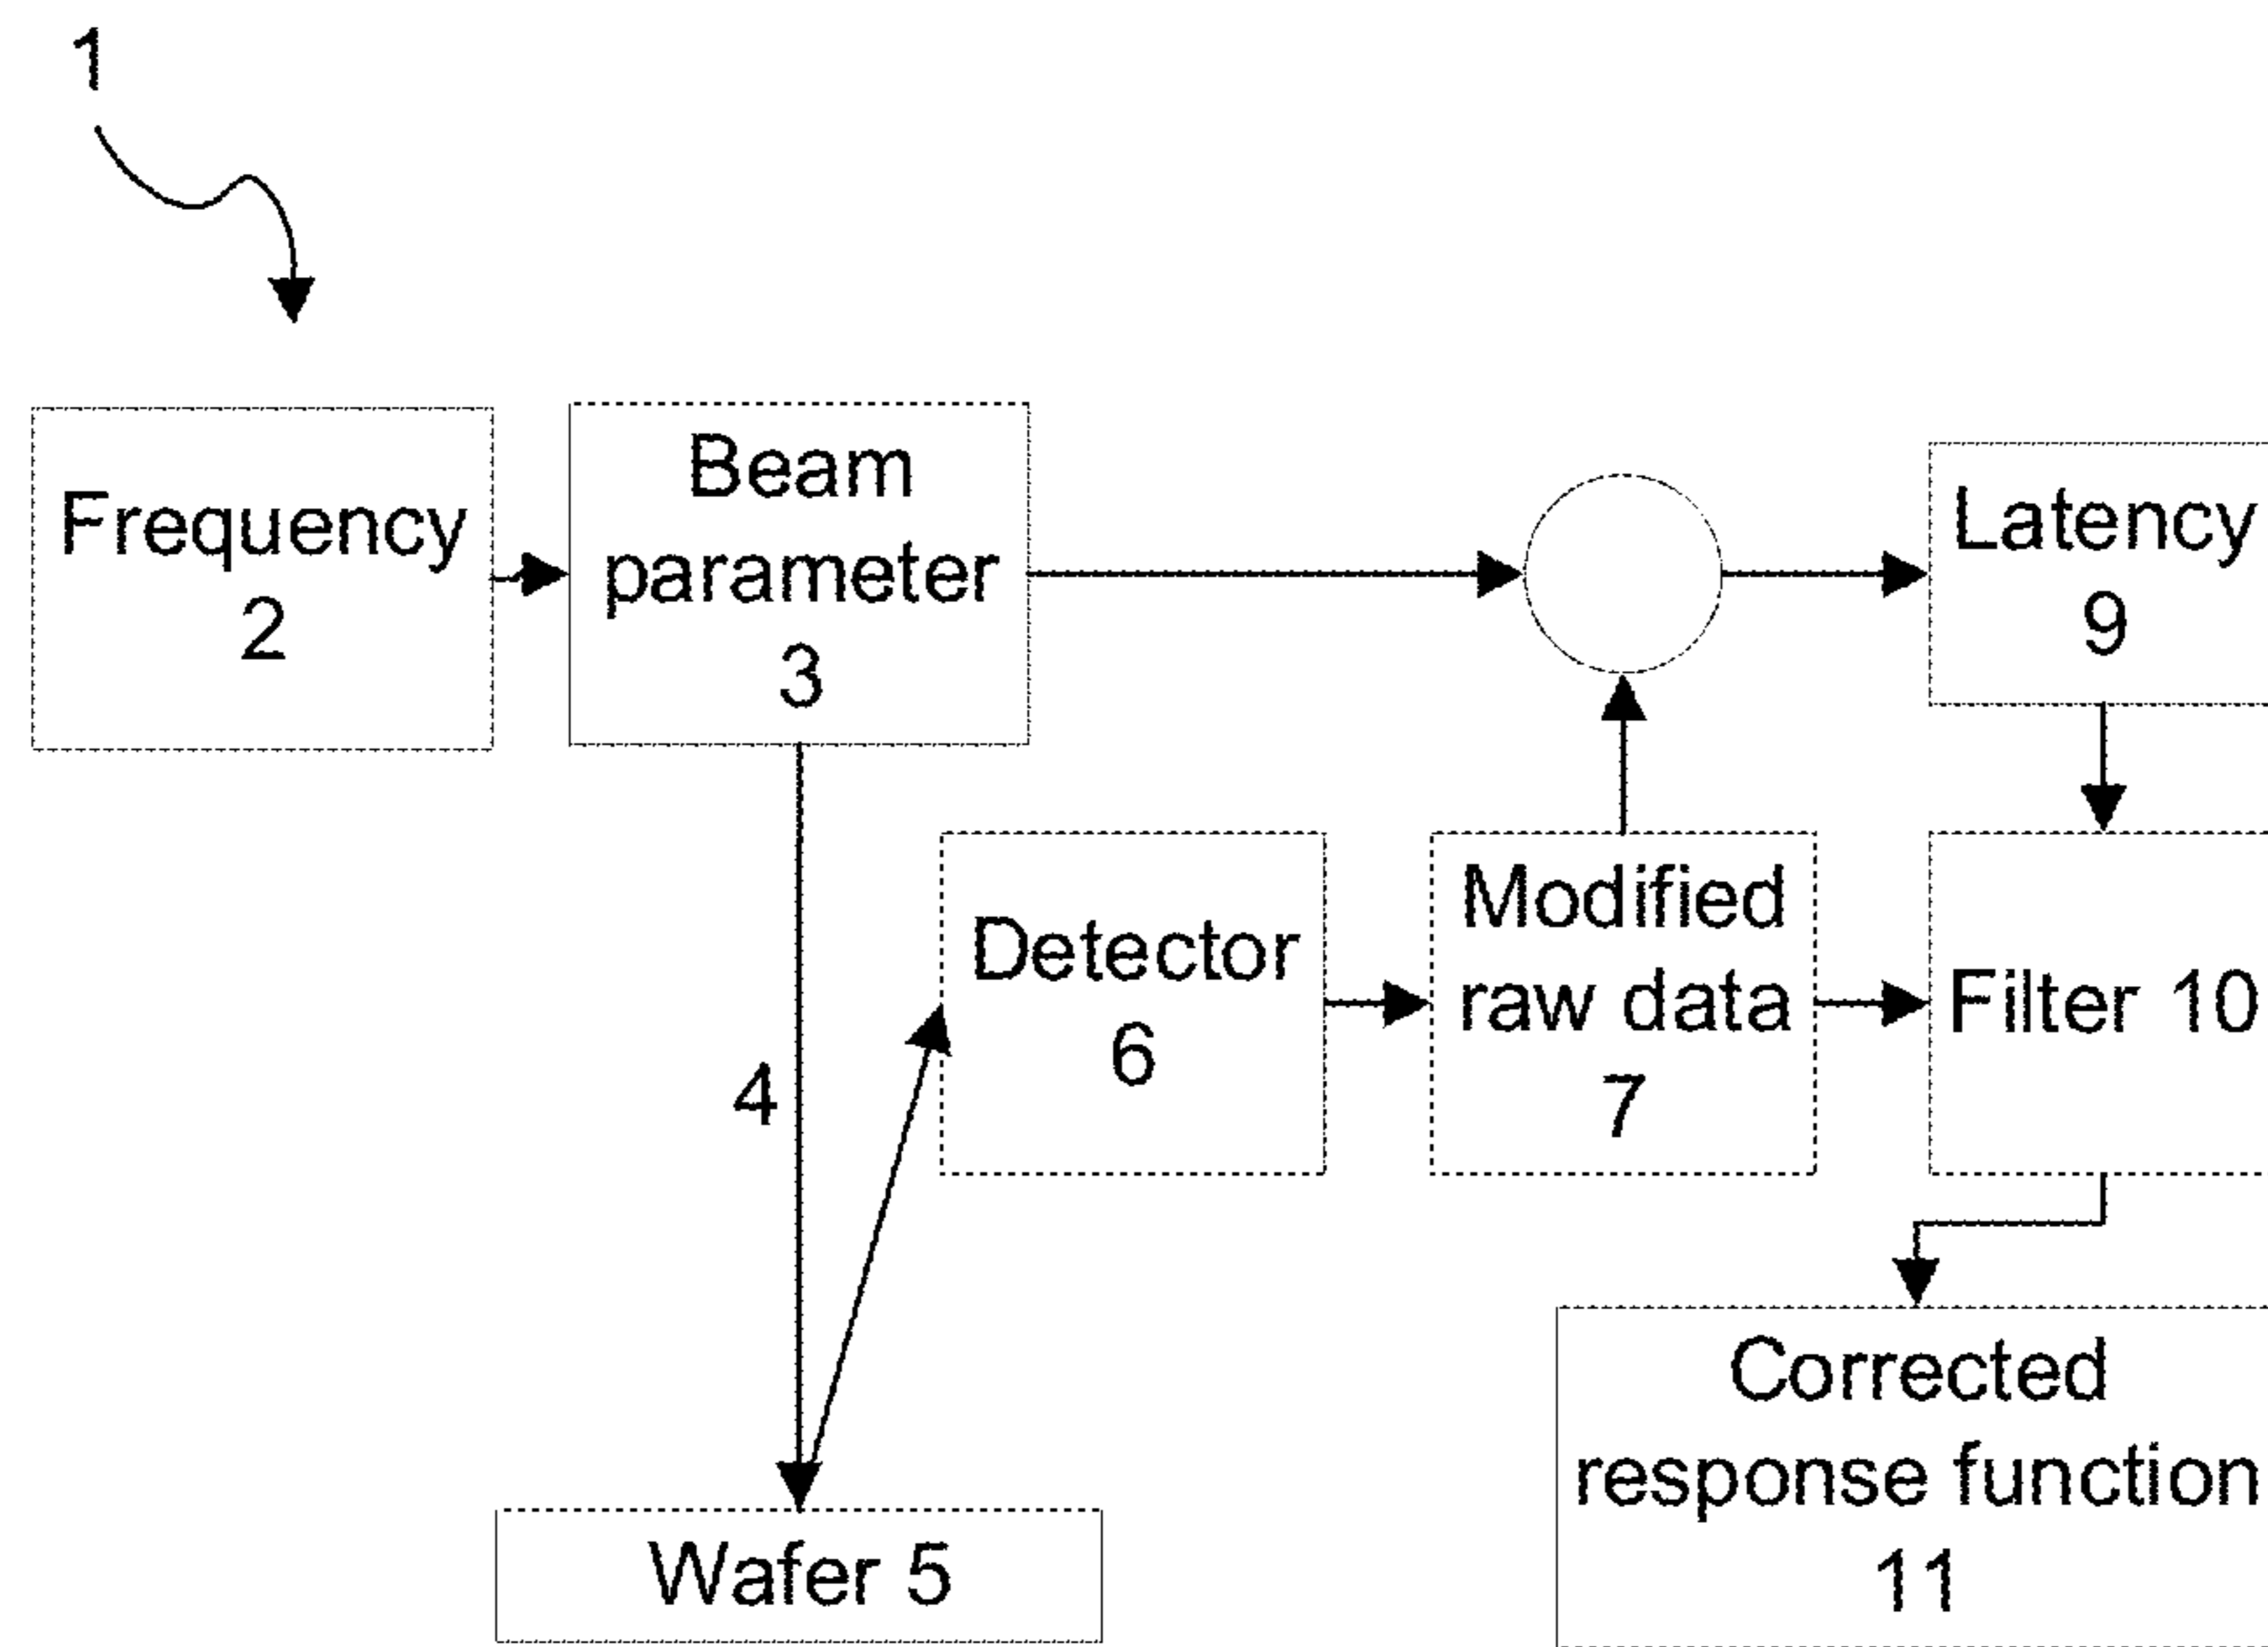 1
Frequency
2
Beam
parameter
3
Latency
9
4
Detector
6
Modified
raw data
7
Filter 10
Wafer 5
Corrected
response function
11